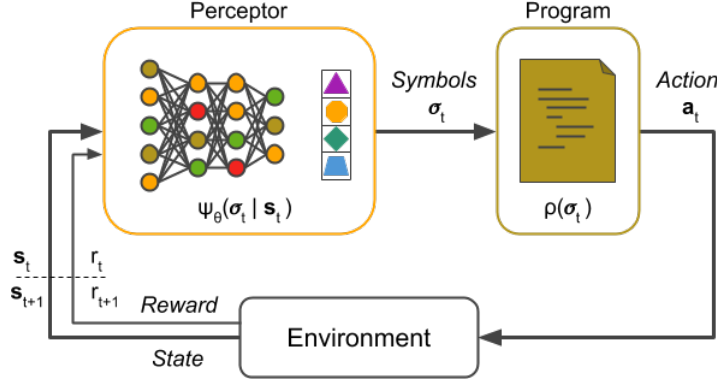 Perceptor
Program
Symbols
σₜ
Action
aₜ
ψθ(σₜ | sₜ)
ρ(σₜ)
sₜ
rₜ
sₜ₊₁
rₜ₊₁
Reward
Environment
State